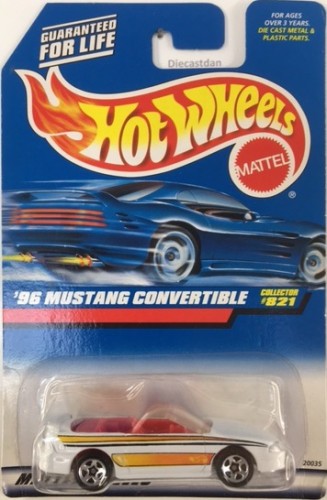 GUARANTEED
FOR LIFE
FOR AGES
OVER 3 YEARS.
DIE CAST METAL &
PLASTIC PARTS.
Diecastdan
HOT WHEELS
MATTEL
®
'96 MUSTANG CONVERTIBLE
COLLECTOR
#821
20035